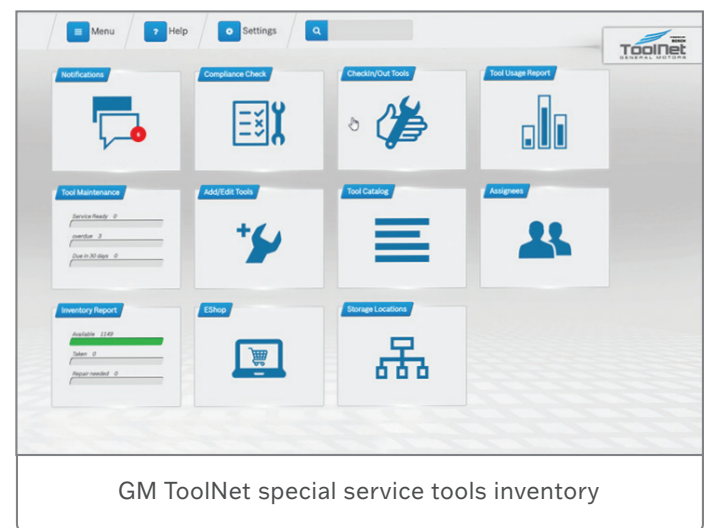 Menu
Help
Settings
ToolNet
GENERAL MOTORS
Notifications
Compliance Check
CheckIn/Out Tools
Tool Usage Report
Tool Maintenance
Service Ready 0
overdue 3
Due in 30 days 0
Add/Edit Tools
Tool Catalog
Assignees
Inventory Report
Available 1149
Taken 0
Repair needed 0
EShop
Storage Locations
GM ToolNet special service tools inventory